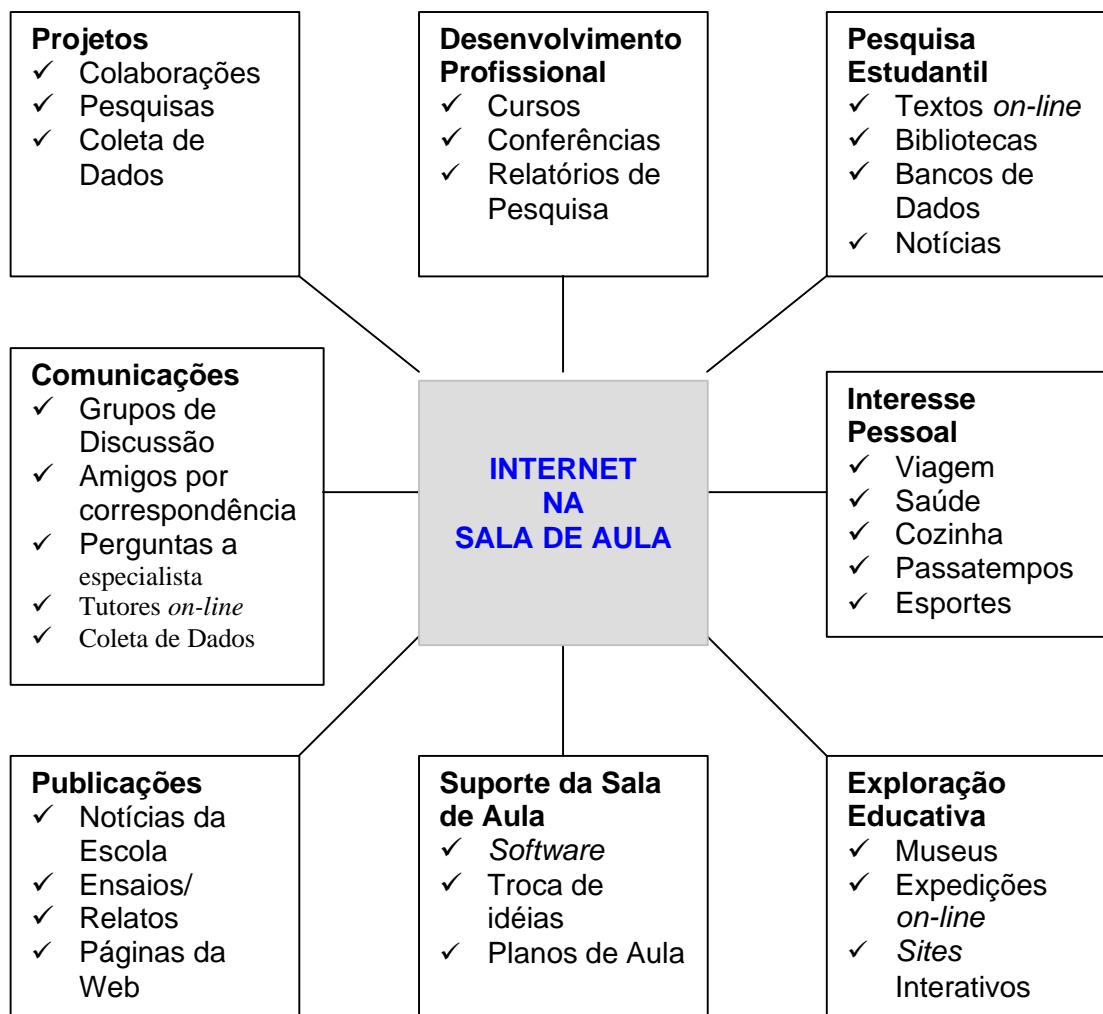 Projetos
✓ Colaborações
✓ Pesquisas
✓ Coleta de
Dados
Desenvolvimento
Profissional
✓ Cursos
✓ Conferências
✓ Relatórios de
Pesquisa
Pesquisa
Estudantil
✓ Textos on-line
✓ Bibliotecas
✓ Bancos de
Dados
✓ Notícias
Comunicações
✓ Grupos de
Discussão
✓ Amigos por
correspondência
✓ Perguntas a
especialista
✓ Tutores on-line
✓ Coleta de Dados
INTERNET
NA
SALA DE AULA
Interesse
Pessoal
✓ Viagem
✓ Saúde
✓ Cozinha
✓ Passatempos
✓ Esportes
Publicações
✓ Notícias da
Escola
✓ Ensaios/
✓ Relatos
✓ Páginas da
Web
Suporte da Sala
de Aula
✓ Software
✓ Troca de
idéias
✓ Planos de Aula
Exploração
Educativa
✓ Museus
✓ Expedições
on-line
✓ Sites
Interativos